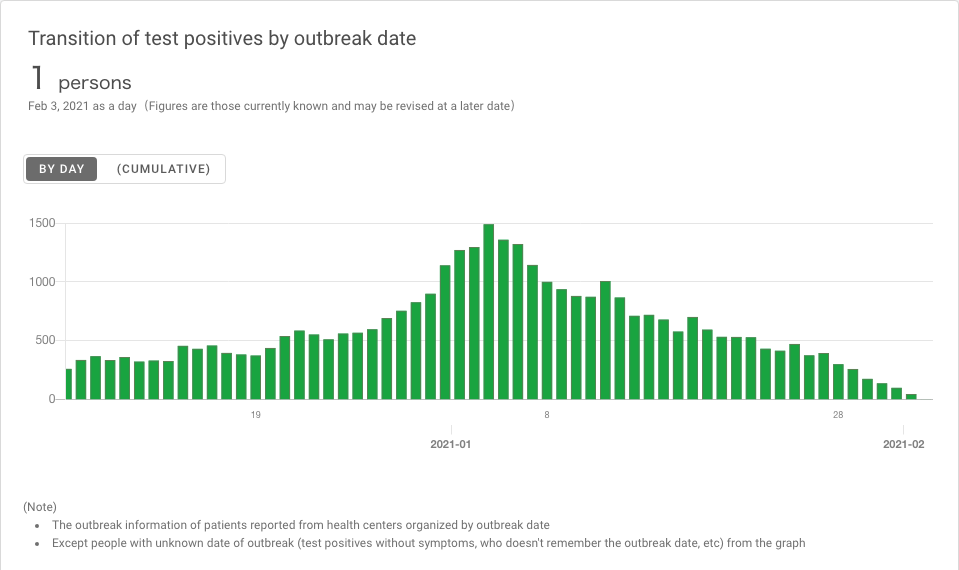 Transition of test positives by outbreak date
1 persons
Feb 3, 2021 as a day（Figures are those currently known and may be revised at a later date）
BY DAY (CUMULATIVE)
1500
1000
500
0
19 8 28
2021-01 2021-02
(Note)
• The outbreak information of patients reported from health centers organized by outbreak date
• Except people with unknown date of outbreak (test positives without symptoms, who doesn't remember the outbreak date, etc) from the graph